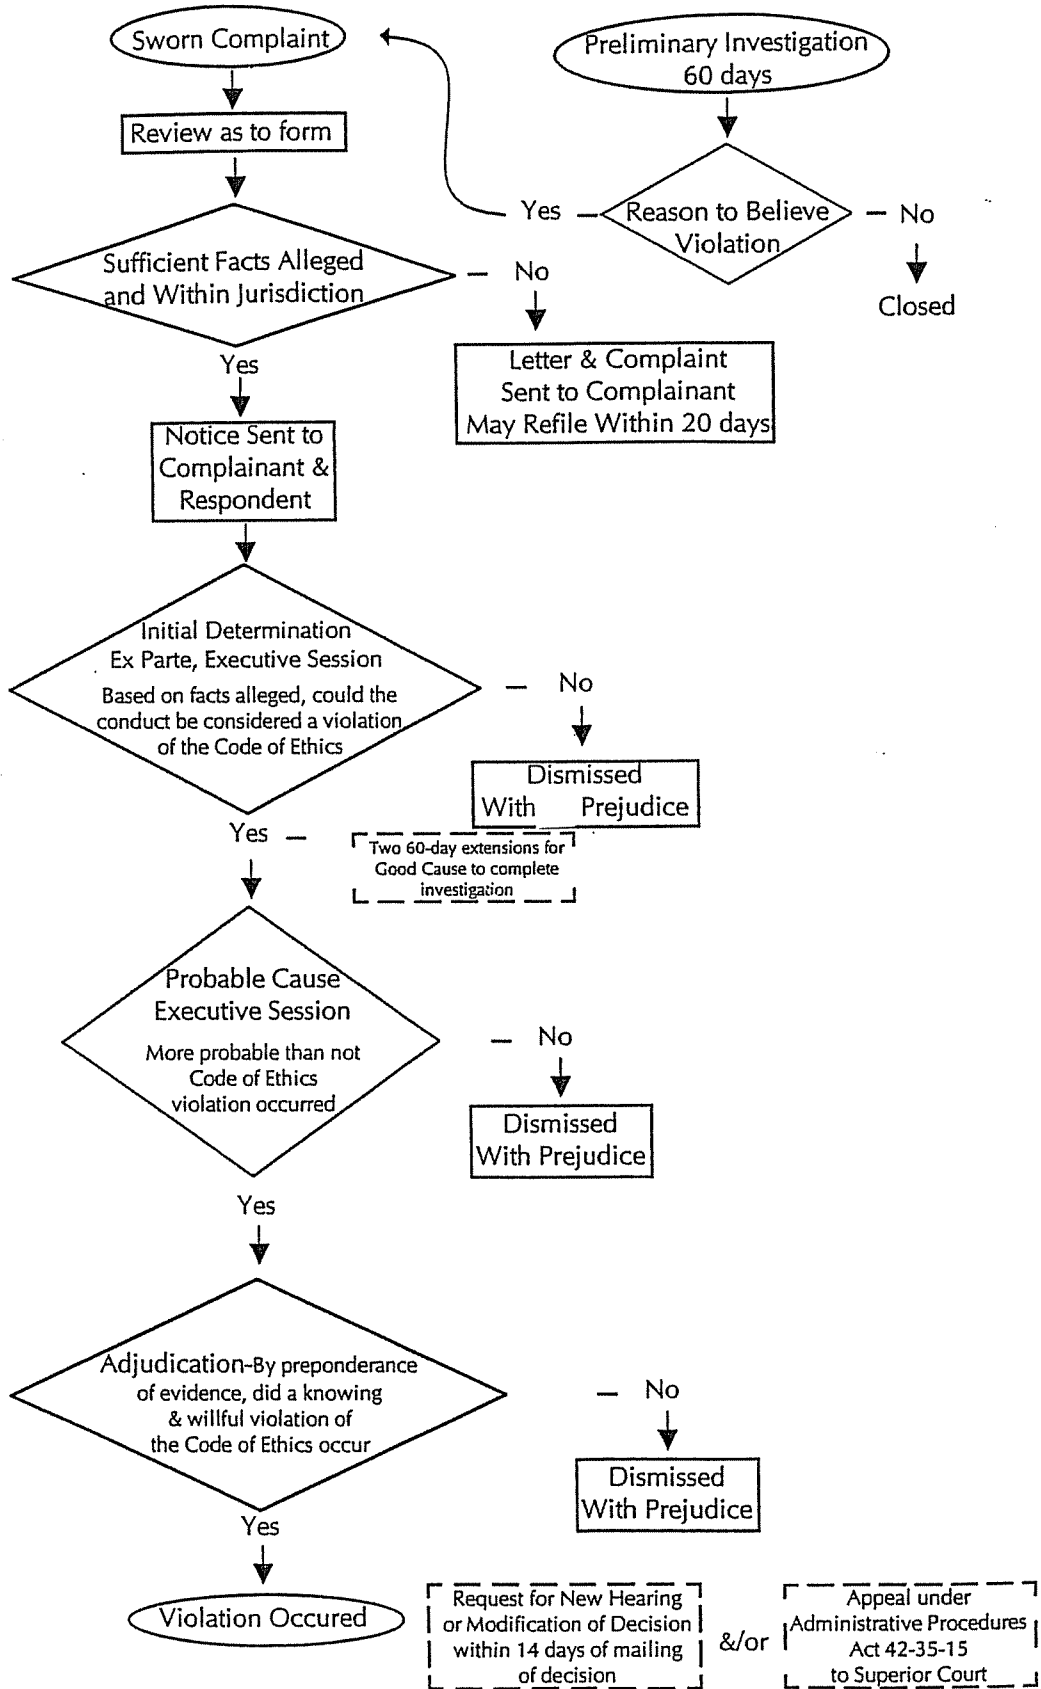 Sworn Complaint
Preliminary Investigation
60 days
Review as to form
Yes
Reason to Believe
Violation
No
Closed
Sufficient Facts Alleged
and Within Jurisdiction
No
Letter & Complaint
Sent to Complainant
May Refile Within 20 days
Yes
Notice Sent to
Complainant &
Respondent
Initial Determination
Ex Parte, Executive Session
Based on facts alleged, could the
conduct be considered a violation
of the Code of Ethics
No
Dismissed
With Prejudice
Yes
Two 60-day extensions for
Good Cause to complete
investigation
Probable Cause
Executive Session
More probable than not
Code of Ethics
violation occurred
No
Dismissed
With Prejudice
Yes
Adjudication-By preponderance
of evidence, did a knowing
& willful violation of
the Code of Ethics occur
No
Dismissed
With Prejudice
Yes
Violation Occured
Request for New Hearing
or Modification of Decision
within 14 days of mailing
of decision
&/or
Appeal under
Administrative Procedures
Act 42-35-15
to Superior Court